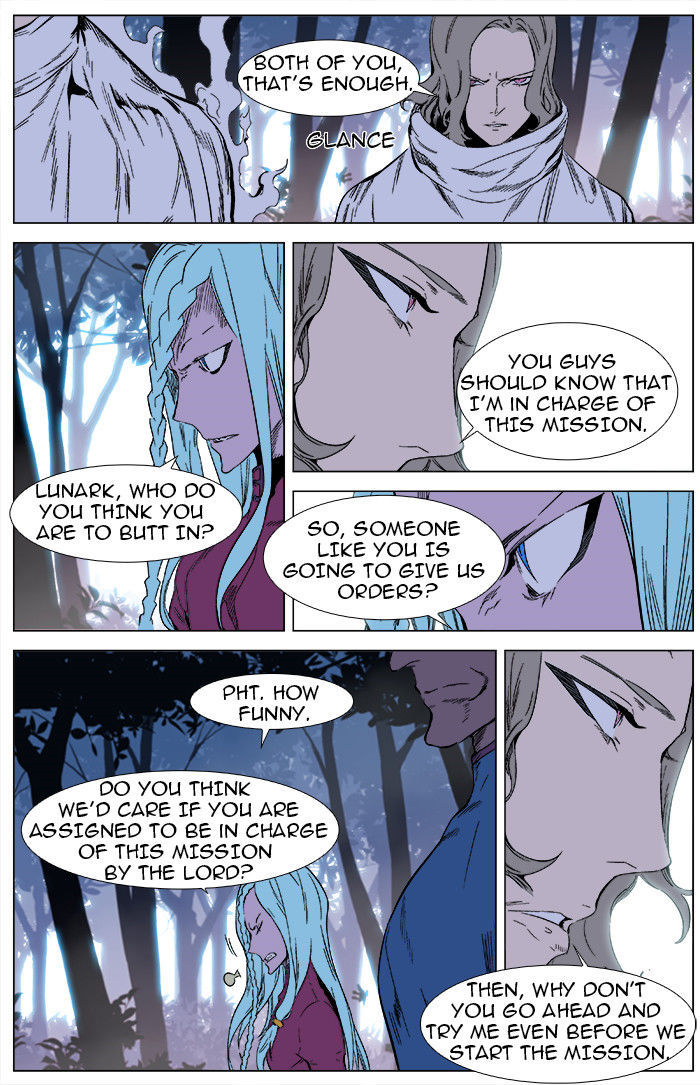 BOTH OF YOU,
THAT'S ENOUGH.
GLANCE
LUNARK, WHO DO
YOU THINK YOU
ARE TO BUTT IN?
YOU GUYS
SHOULD KNOW THAT
I'M IN CHARGE OF
THIS MISSION.
SO, SOMEONE
LIKE YOU IS
GOING TO GIVE US
ORDERS?
PHT. HOW
FUNNY.
DO YOU THINK
WE'D CARE IF YOU ARE
ASSIGNED TO BE IN CHARGE
OF THIS MISSION
BY THE LORD?
THEN, WHY DON'T
YOU GO AHEAD AND
TRY ME EVEN BEFORE WE
START THE MISSION.